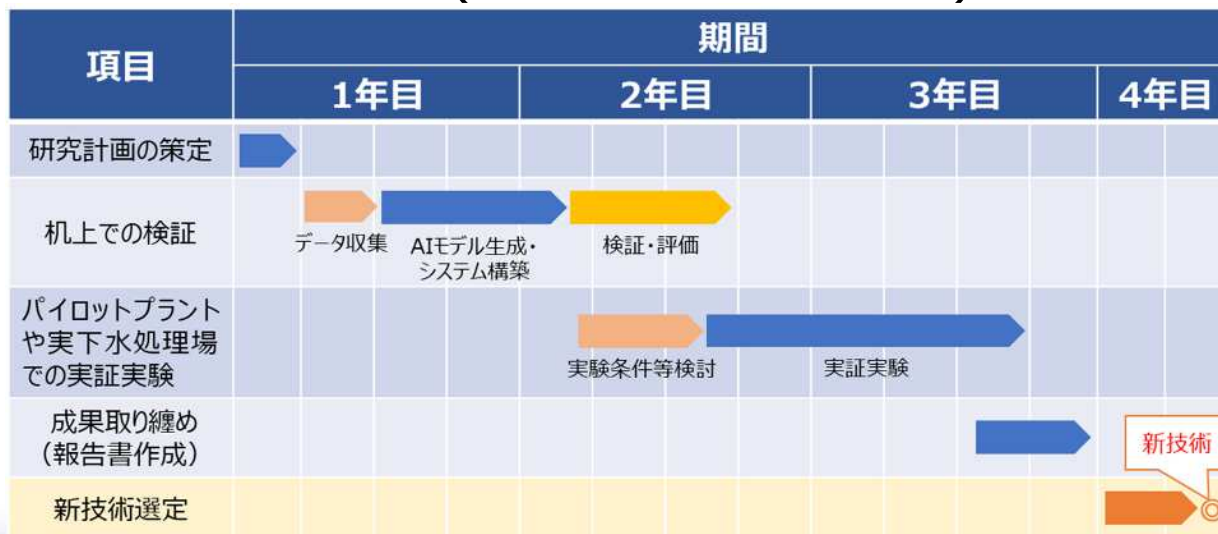 項目
期間
1年目
2年目
3年目
4年目
研究計画の策定
机上での検証
データ収集
AIモデル生成・
システム構築
検証・評価
パイロットプラント
や実下水処理場
での実証実験
実験条件等検討
実証実験
成果取り纏め
（報告書作成）
新技術
新技術選定